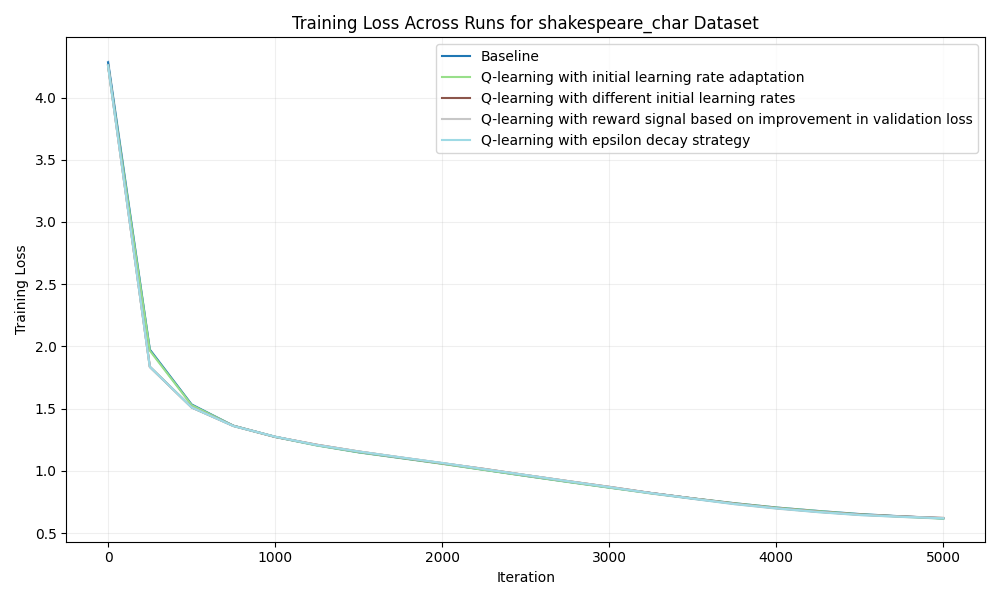 Training Loss Across Runs for shakespeare_char Dataset
Baseline
Q-learning with initial learning rate adaptation
Q-learning with different initial learning rates
Q-learning with reward signal based on improvement in validation loss
Q-learning with epsilon decay strategy
Training Loss
4.0
3.5
3.0
2.5
2.0
1.5
1.0
0.5
0 1000 2000 3000 4000 5000
Iteration